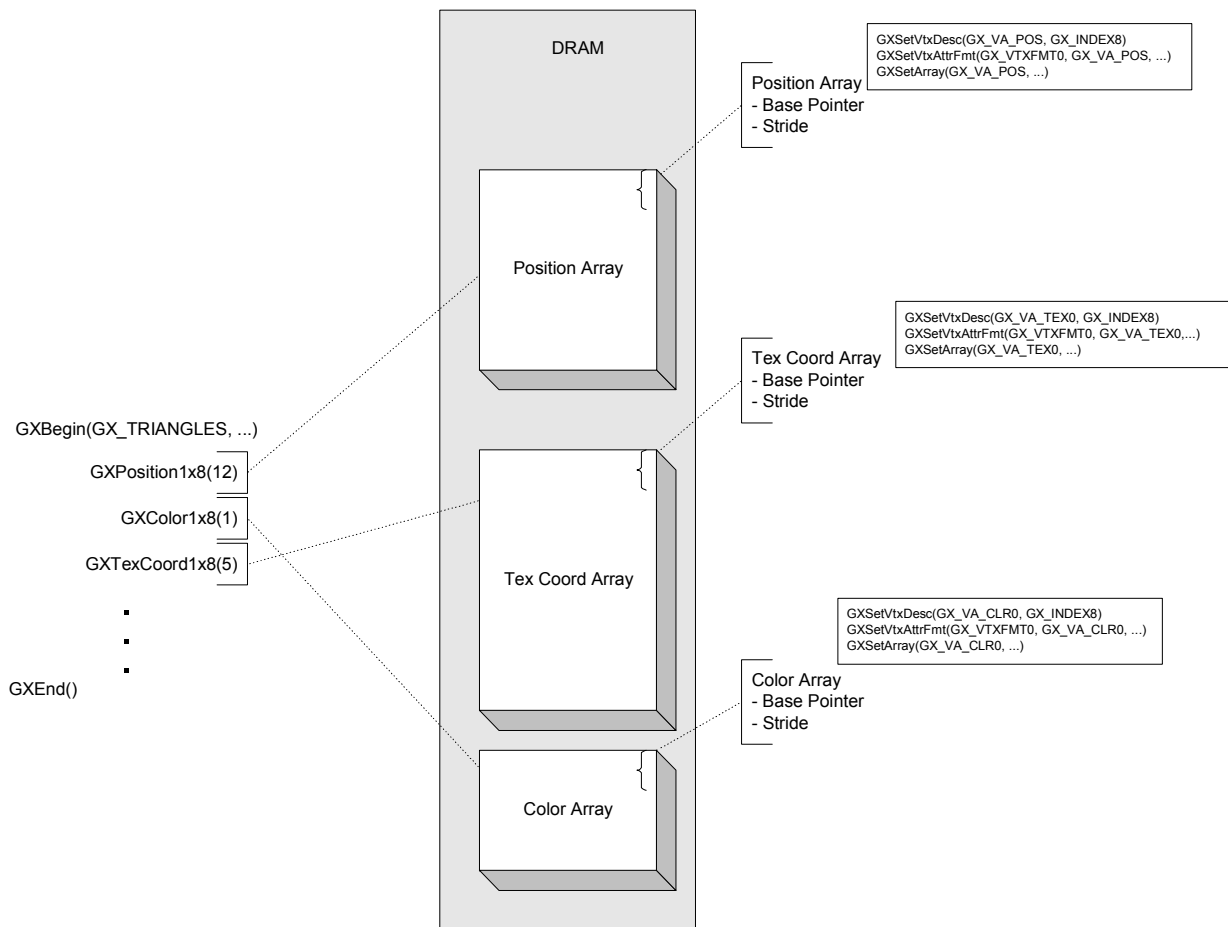 DRAM
GXSetVtxDesc(GX_VA_POS, GX_INDEX8)
GXSetVtxAttrFmt(GX_VTXFMT0, GX_VA_POS, ...)
GXSetArray(GX_VA_POS, ...)
Position Array
- Base Pointer
- Stride
Position Array
GXSetVtxDesc(GX_VA_TEX0, GX_INDEX8)
GXSetVtxAttrFmt(GX_VTXFMT0, GX_VA_TEX0,...)
GXSetArray(GX_VA_TEX0, ...)
Tex Coord Array
- Base Pointer
- Stride
GXBegin(GX_TRIANGLES, ...)
GXPosition1x8(12)
GXColor1x8(1)
GXTexCoord1x8(5)
.
.
.
GXEnd()
Tex Coord Array
GXSetVtxDesc(GX_VA_CLR0, GX_INDEX8)
GXSetVtxAttrFmt(GX_VTXFMT0, GX_VA_CLR0, ...)
GXSetArray(GX_VA_CLR0, ...)
Color Array
- Base Pointer
- Stride
Color Array